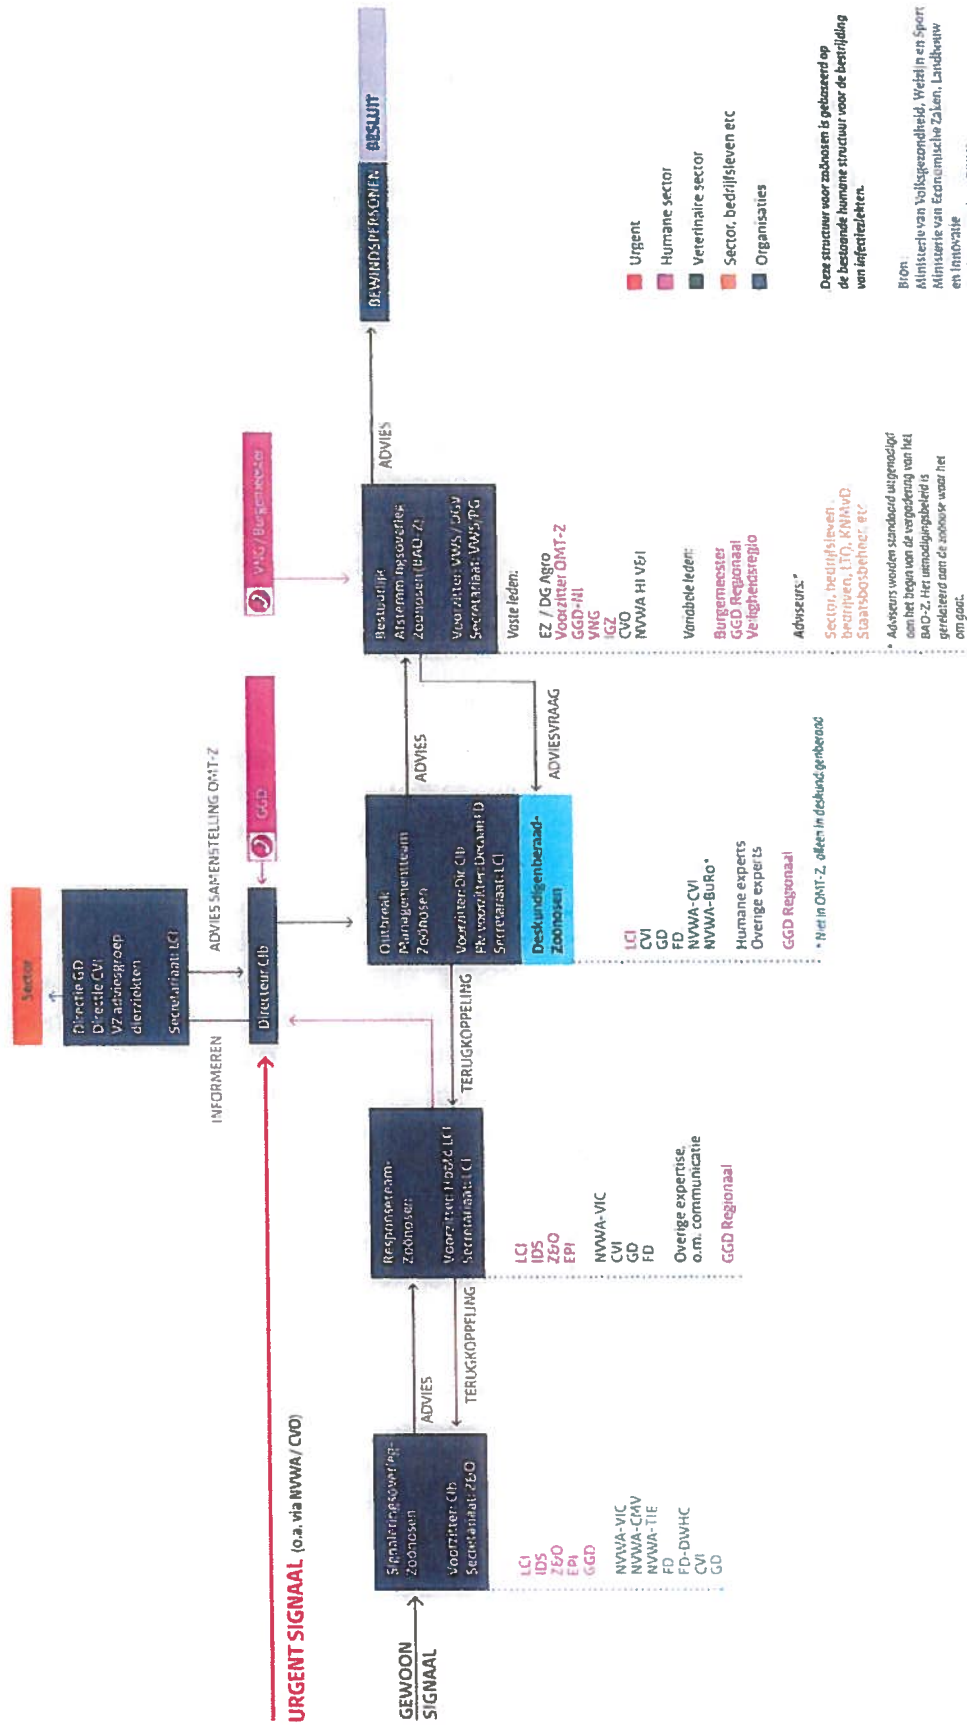 Sector
Directie GD
Directie CVI
VZ adviesgroep
dierziekten
Secretariaat: LCI
INFORMEREN
ADVIES SAMENSTELLING OMT-Z
URGENT SIGNAAL (o.a. via NVWA/ CVO)
Directeur CIb
GGD
VNG / Burgemeester
GEWOON
SIGNAAL
Signaleringsoverleg-
Zoönosen
Voorzitter: CIb
Secretariaat: Z&O
LCI
IDS
Z&O
EPI
GGD
NVWA-VIC
NVWA-CMV
NVWA-TIE
FD
FD-DWHC
CVI
GD
ADVIES
TERUGKOPPELING
Responseteam-
Zoönosen
Voorzitter: Hoofd LCI
Secretariaat: LCI
LCI
IDS
Z&O
EPI
NVWA-VIC
CVI
GD
FD
Overige expertise,
o.m. communicatie
GGD Regionaal
TERUGKOPPELING
Outbreak
Managementteam
Zoönosen
Voorzitter: Dir CIb
Plv voorzitter: Decaan FD
Secretariaat: LCI
Deskundigenberaad-
Zoonosen
LCI
CVI
GD
FD
NVWA-CVI
NVWA-BuRo*
Humane experts
Overige experts
GGD Regionaal
* Niet in OMT-Z, alleen in deskundigenberaad
ADVIES
ADVIESVRAAG
Bestuurlijk
Afstemmingsoverleg
Zoönosen (BAO-Z)
Voorzitter: VWS / DGV
Secretariaat: VWS/PG
Vaste leden:
EZ / DG Agro
Voorzitter OMT-Z
GGD-NL
VNG
IGZ
CVO
NVWA HI V&I
Variabele leden:
Burgemeester
GGD Regionaal
Veiligheidsregio
Adviseurs:*
Sector, bedrijfsleven -
bedrijven, LTO, KNMvD
Staatsbosbeheer, etc
* Adviseurs worden standaard uitgenodigd
aan het begin van de vergadering van het
BAO-Z. Het uitnodigingsbeleid is
gerelateerd aan de zoonose waar het
om gaat.
ADVIES
BEWINDSPERSONEN
BESLUIT
Urgent
Humane sector
Veterinaire sector
Sector, bedrijfsleven etc
Organisaties
Deze structuur voor zoönosen is gebaseerd op
de bestaande humane structuur voor de bestrijding
van infectieziekten.
Bron:
Ministerie van Volksgezondheid, Welzijn en Sport
Ministerie van Economische Zaken, Landbouw
en Innovatie